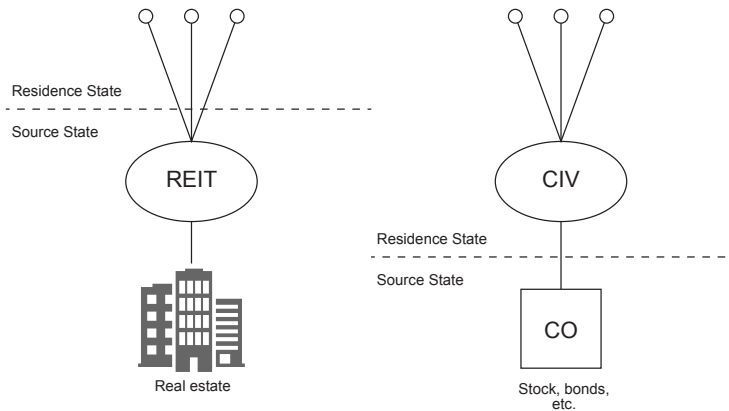 Residence State
Source State
REIT
Real estate
CIV
Residence State
Source State
CO
Stock, bonds,
etc.